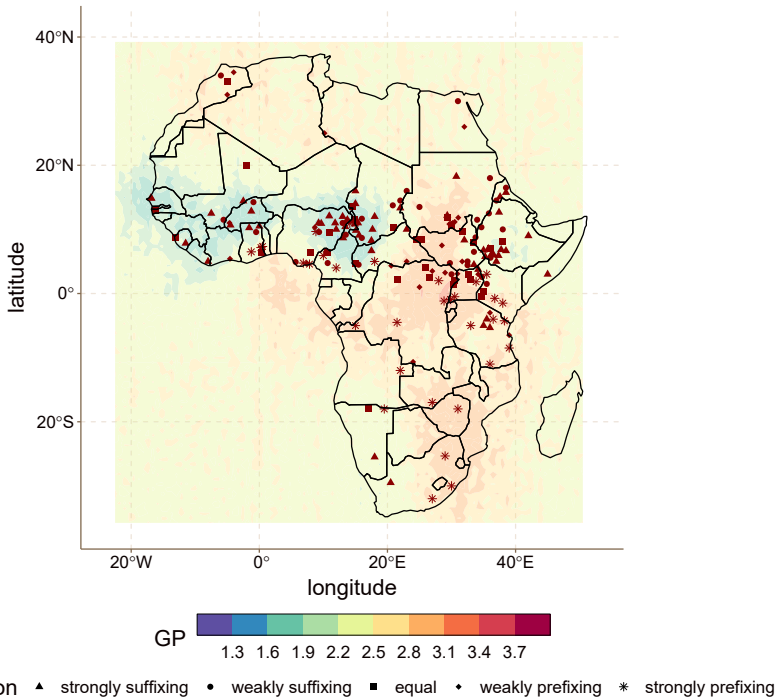 40°N
20°N
0°
20°S
latitude
20°W 0° 20°E 40°E
longitude
GP
1.3 1.6 1.9 2.2 2.5 2.8 3.1 3.4 3.7
on strongly suffixing weakly suffixing equal weakly prefixing strongly prefixing